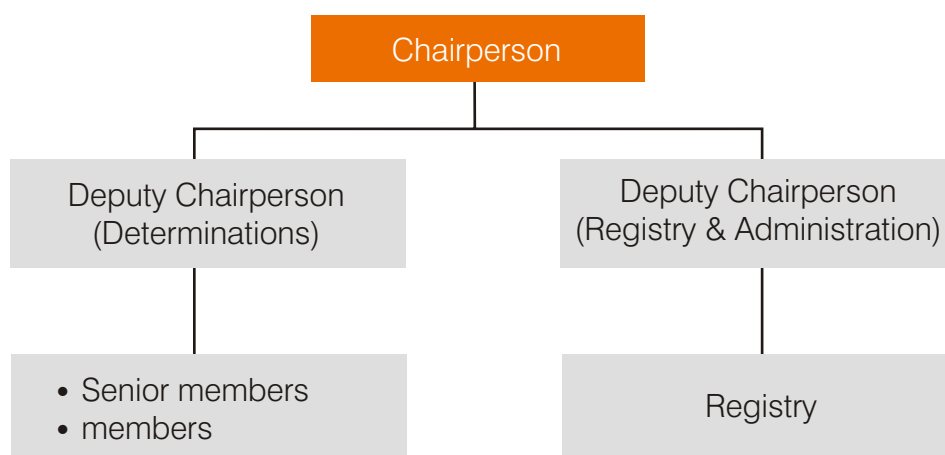 Chairperson
Deputy Chairperson
(Determinations)
Deputy Chairperson
(Registry & Administration)
• Senior members
• members
Registry